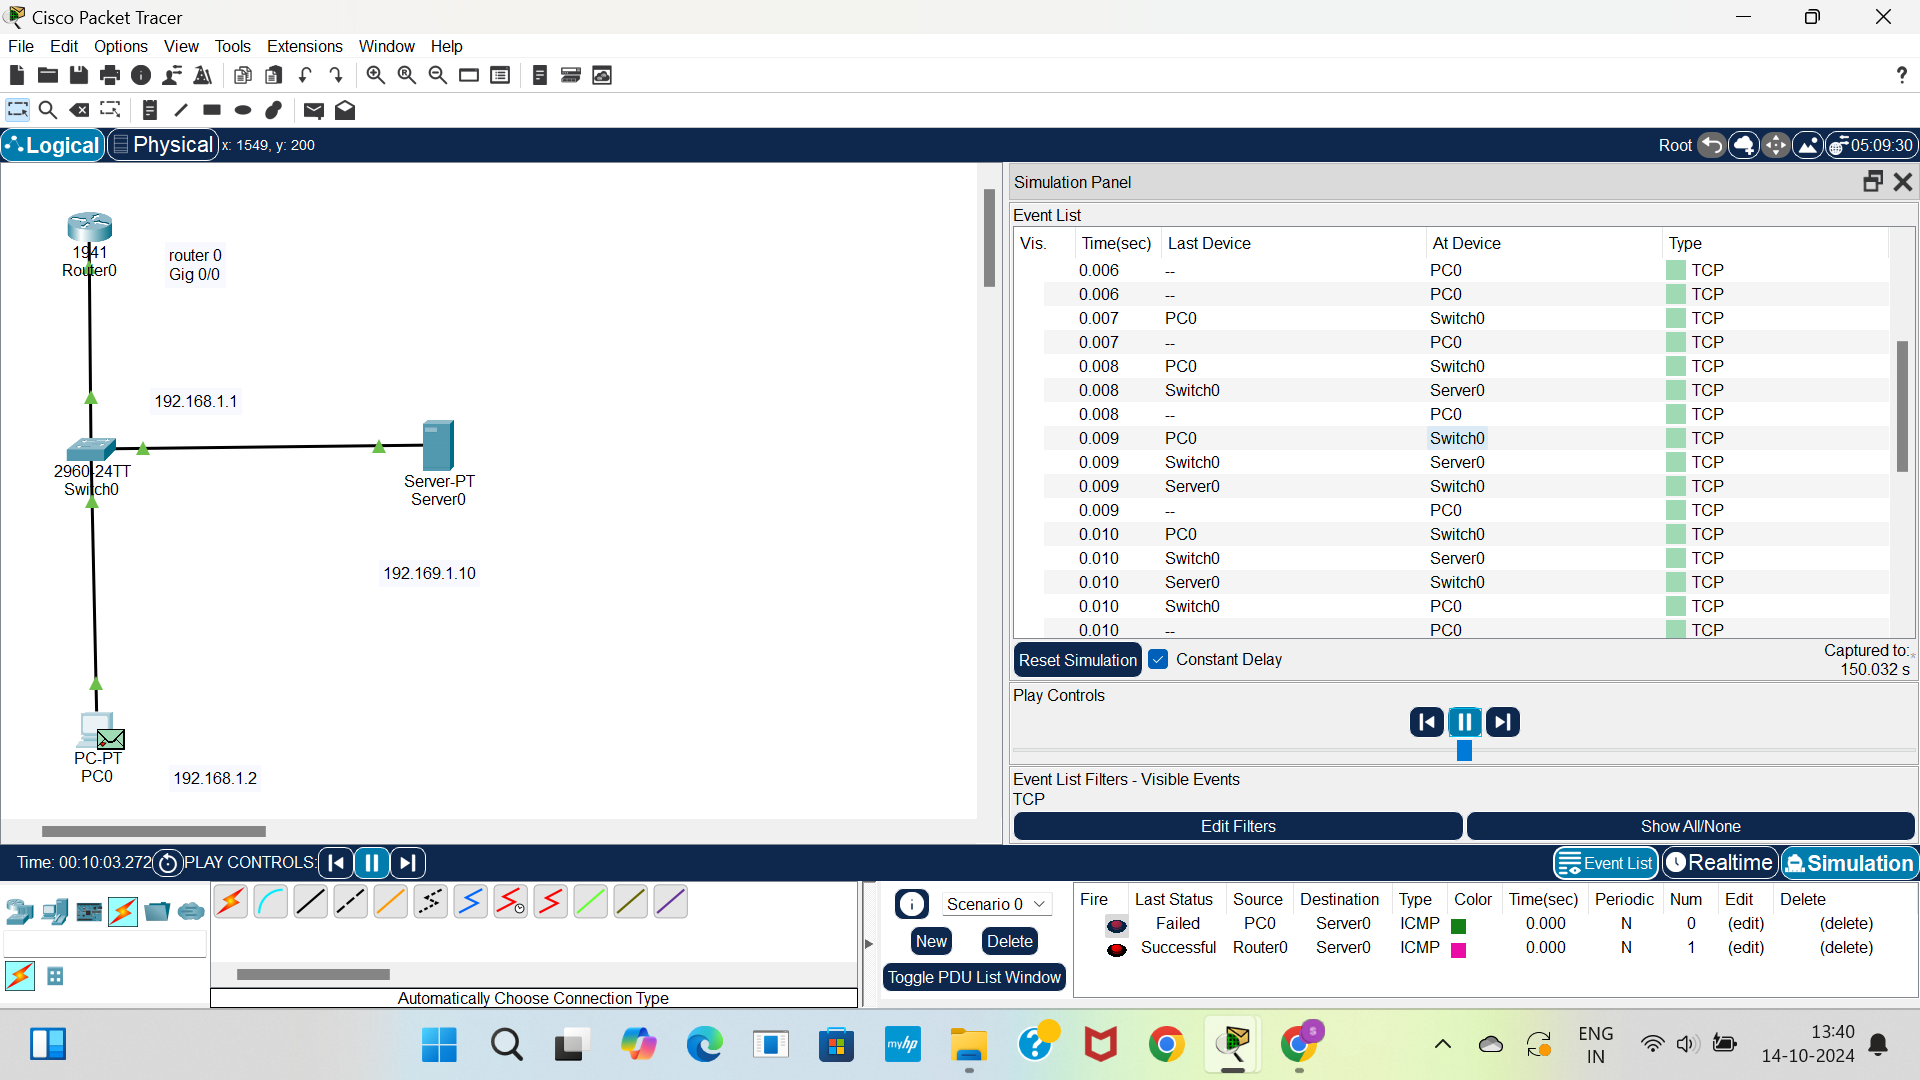 Cisco Packet Tracer
File Edit Options View Tools Extensions Window Help
?
Logical Physical x: 1549, y: 200 Root 05:09:30
1941
Router0
router 0
Gig 0/0
192.168.1.1
2960-24TT
Switch0
Server-PT
Server0
192.169.1.10
PC-PT
PC0
192.168.1.2
Simulation Panel
Event List
Vis. Time(sec) Last Device At Device Type
0.006 -- PC0 TCP
0.006 -- PC0 TCP
0.007 PC0 Switch0 TCP
0.007 -- PC0 TCP
0.008 PC0 Switch0 TCP
0.008 Switch0 Server0 TCP
0.008 -- PC0 TCP
0.009 PC0 Switch0 TCP
0.009 Switch0 Server0 TCP
0.009 Server0 Switch0 TCP
0.009 -- PC0 TCP
0.010 PC0 Switch0 TCP
0.010 Switch0 Server0 TCP
0.010 Server0 Switch0 TCP
0.010 Switch0 PC0 TCP
0.010 -- PC0 TCP
Reset Simulation Constant Delay
Captured to: *
150.032 s
Play Controls
Event List Filters - Visible Events
TCP
Edit Filters Show All/None
Time: 00:10:03.272 PLAY CONTROLS: Event List Realtime Simulation
Automatically Choose Connection Type
Scenario 0
New Delete
Toggle PDU List Window
Fire Last Status Source Destination Type Color Time(sec) Periodic Num Edit Delete
Failed PC0 Server0 ICMP 0.000 N 0 (edit) (delete)
Successful Router0 Server0 ICMP 0.000 N 1 (edit) (delete)
myhp
S
ENG
IN
13:40
14-10-2024